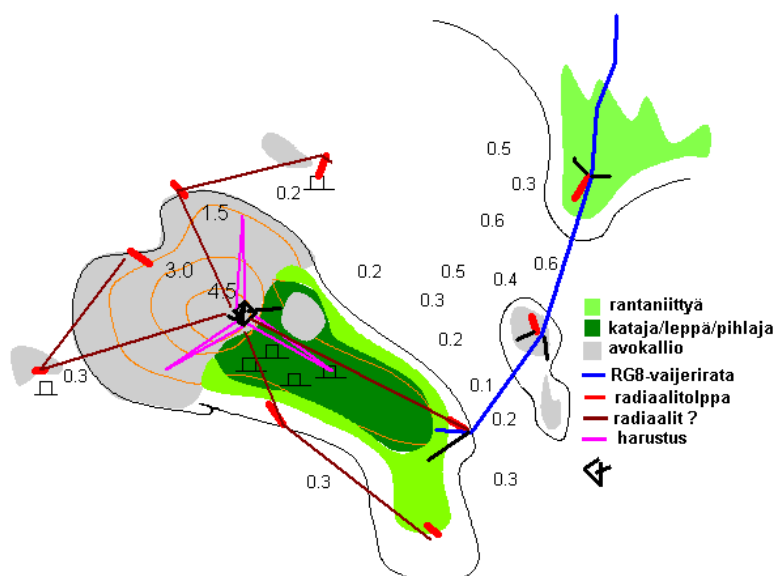 0.5
0.3
0.2
1.5
0.6
3.0
0.2
0.5
0.6
0.4
4.5
0.3
0.2
rantaniittyä
kataja/leppä/pihlaja
avokallio
RG8-vaijerirata
radiaalitolppa
radiaalit ?
harustus
0.3
0.1
0.2
0.3
0.3